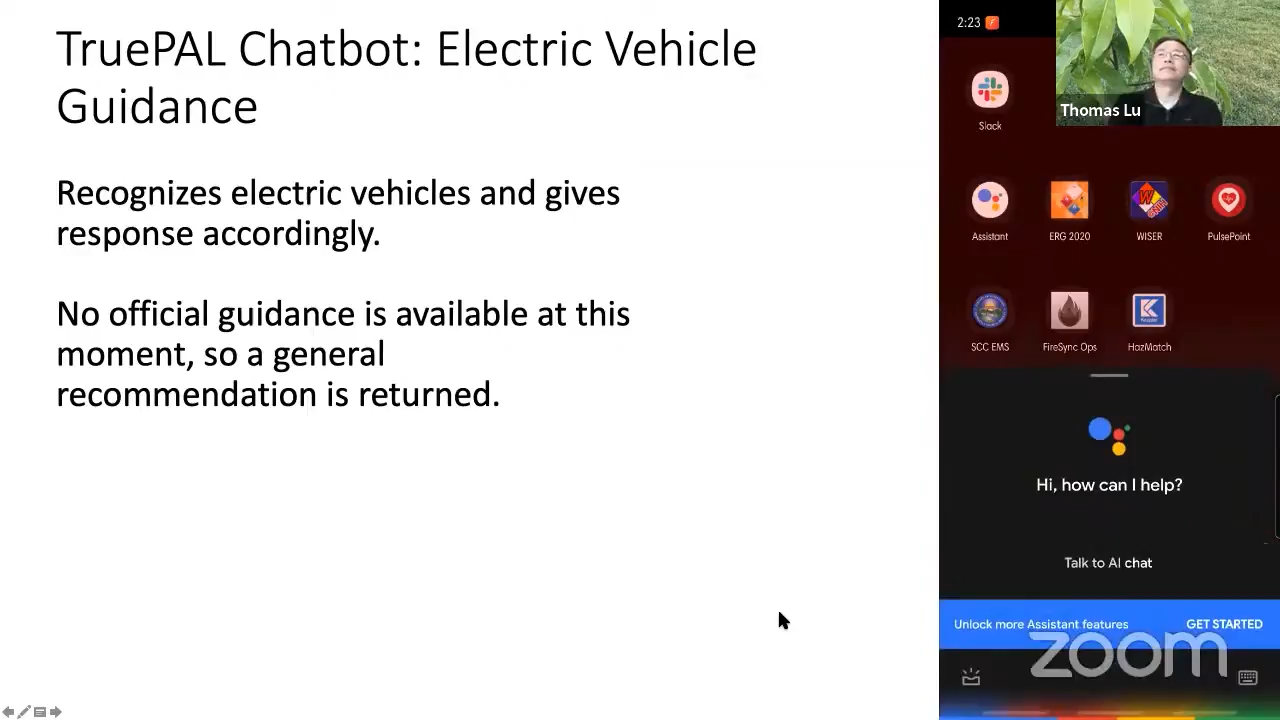 TruePAL Chatbot: Electric Vehicle
Guidance
Recognizes electric vehicles and gives
response accordingly.
No official guidance is available at this
moment, so a general
recommendation is returned.
2:23
Thomas Lu
Slack
Assistant
ERG 2020
WISER
PulsePoint
SCC EMS
FireSync Ops
HazMatch
Hi, how can I help?
Talk to AI chat
Unlock more Assistant features
GET STARTED
zoom